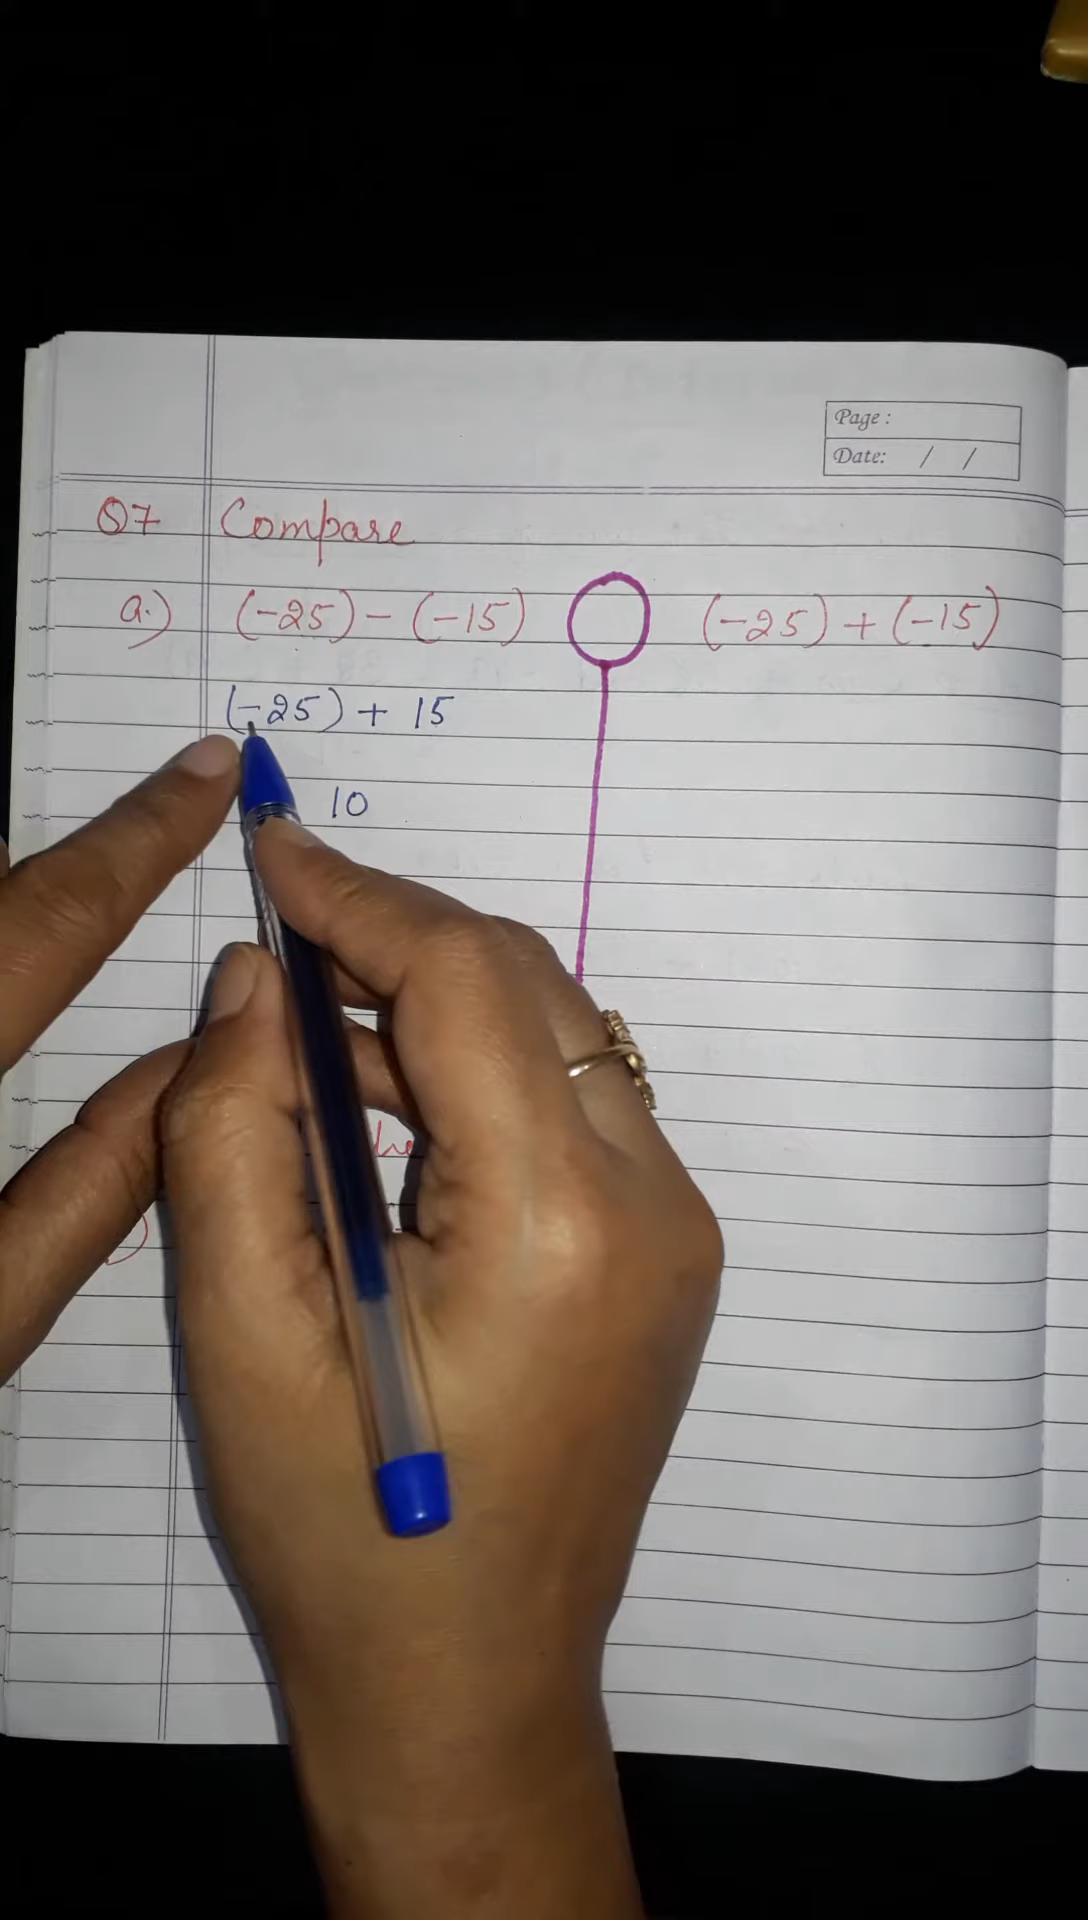 Page :
Date: / /
Q7 Compare
a.) (-25) - (-15) (-25) + (-15)
(-25) + 15
10